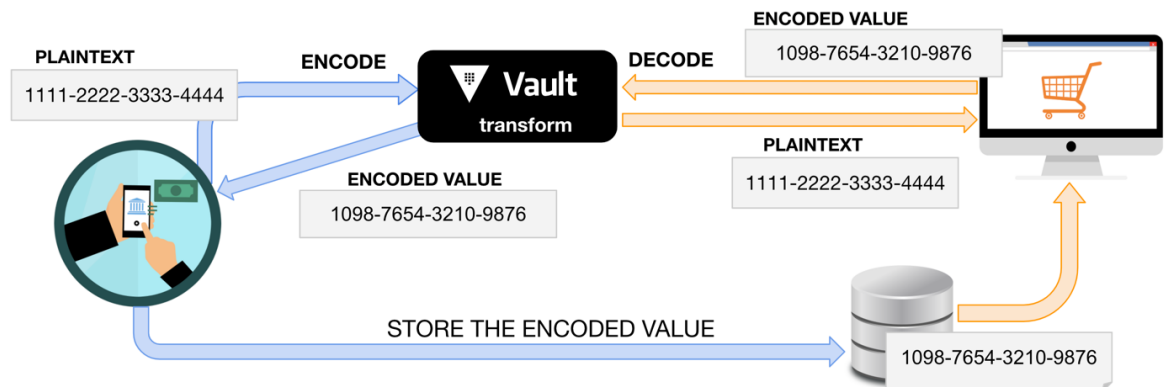 PLAINTEXT
1111-2222-3333-4444
ENCODE
Vault
transform
ENCODED VALUE
1098-7654-3210-9876
DECODE
ENCODED VALUE
1098-7654-3210-9876
PLAINTEXT
1111-2222-3333-4444
STORE THE ENCODED VALUE
1098-7654-3210-9876